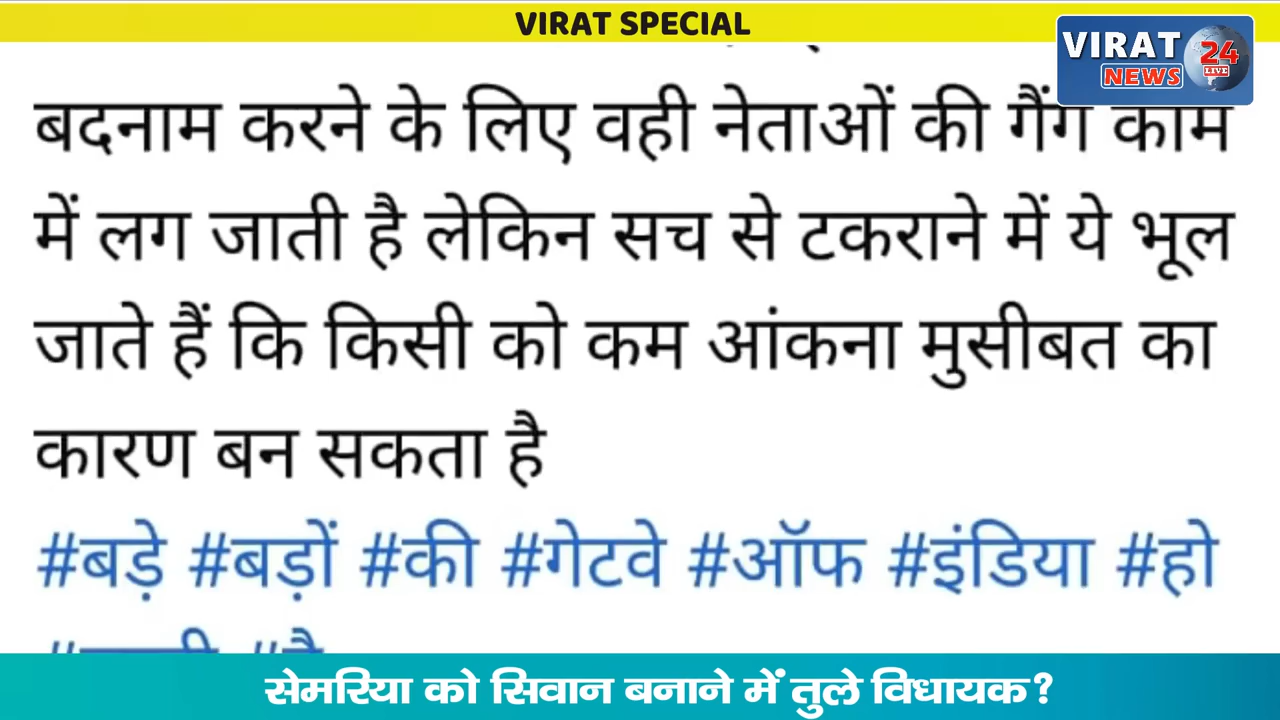 VIRAT SPECIAL
VIRAT 24
NEWS LIVE
बदनाम करने के लिए वही नेताओं की गैंग काम
में लग जाती है लेकिन सच से टकराने में ये भूल
जाते हैं कि किसी को कम आंकना मुसीबत का
कारण बन सकता है
#बड़े #बड़ों #की #गेटवे #ऑफ #इंडिया #हो
सेमरिया को सिवान बनाने में तुले विधायक?